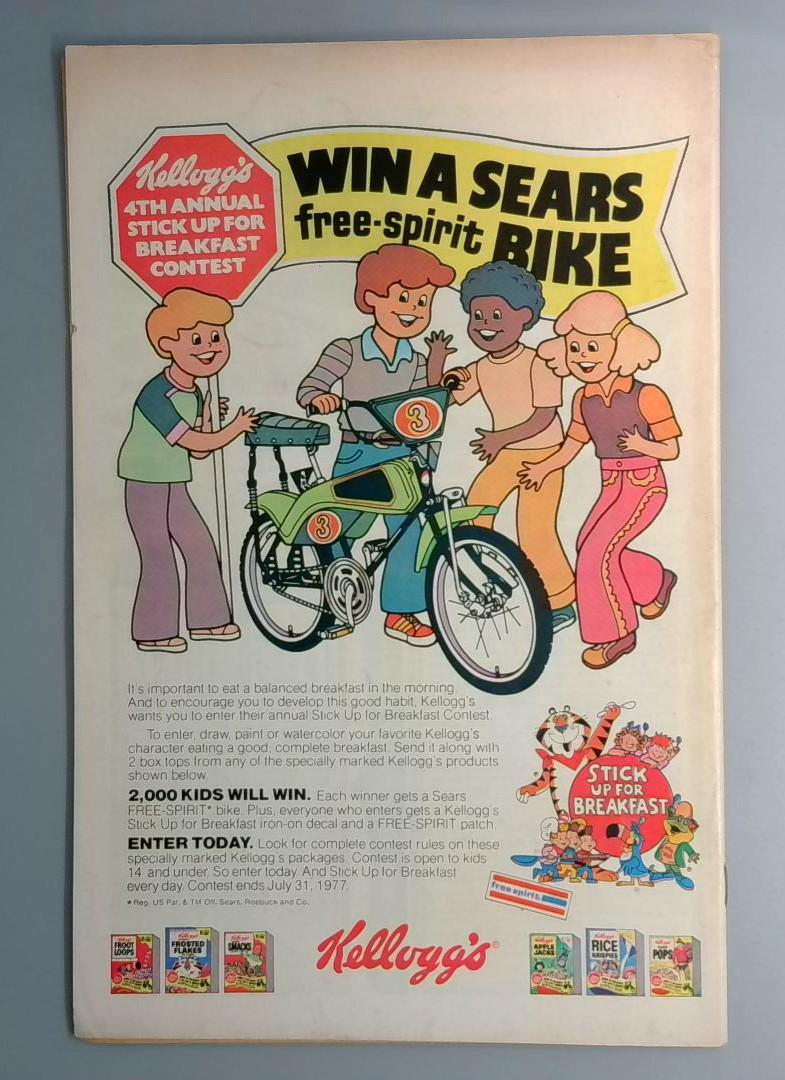 Kellogg's
4TH ANNUAL
STICK UP FOR
BREAKFAST
CONTEST
WIN A SEARS
free-spirit BIKE
3
3
It's important to eat a balanced breakfast in the morning.
And to encourage you to develop this good habit, Kellogg's
wants you to enter their annual Stick Up for Breakfast Contest.
To enter, draw, paint or watercolor your favorite Kellogg's
character eating a good, complete breakfast. Send it along with
2 box tops from any of the specially marked Kellogg's products
shown below.
2,000 KIDS WILL WIN. Each winner gets a Sears
FREE-SPIRIT* bike. Plus, everyone who enters gets a Kellogg's
Stick Up for Breakfast iron-on decal and a FREE-SPIRIT patch.
ENTER TODAY. Look for complete contest rules on these
specially marked Kellogg's packages. Contest is open to kids
14 and under. So enter today. And Stick Up for Breakfast
every day. Contest ends July 31, 1977.
* Reg. US Pat. & TM Off. Sears, Roebuck and Co.
STICK
UP FOR
BREAKFAST
free spirit
FROOT
LOOPS
Kellogg's
FROSTED
FLAKES
SMACKS
Kellogg's®
APPLE
JACKS
Kellogg's
RICE
KRISPIES
POPS